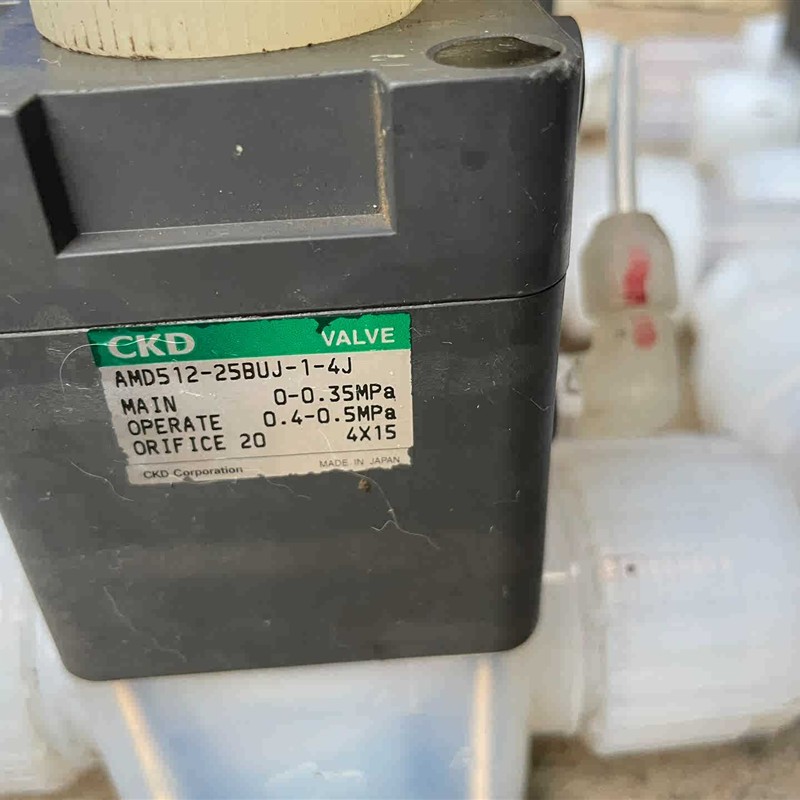 CKD VALVE
AMD512-25BUJ-1-4J
MAIN 0-0.35MPa
OPERATE 0.4-0.5MPa
ORIFICE 20 4X15
CKD Corporation MADE IN JAPAN